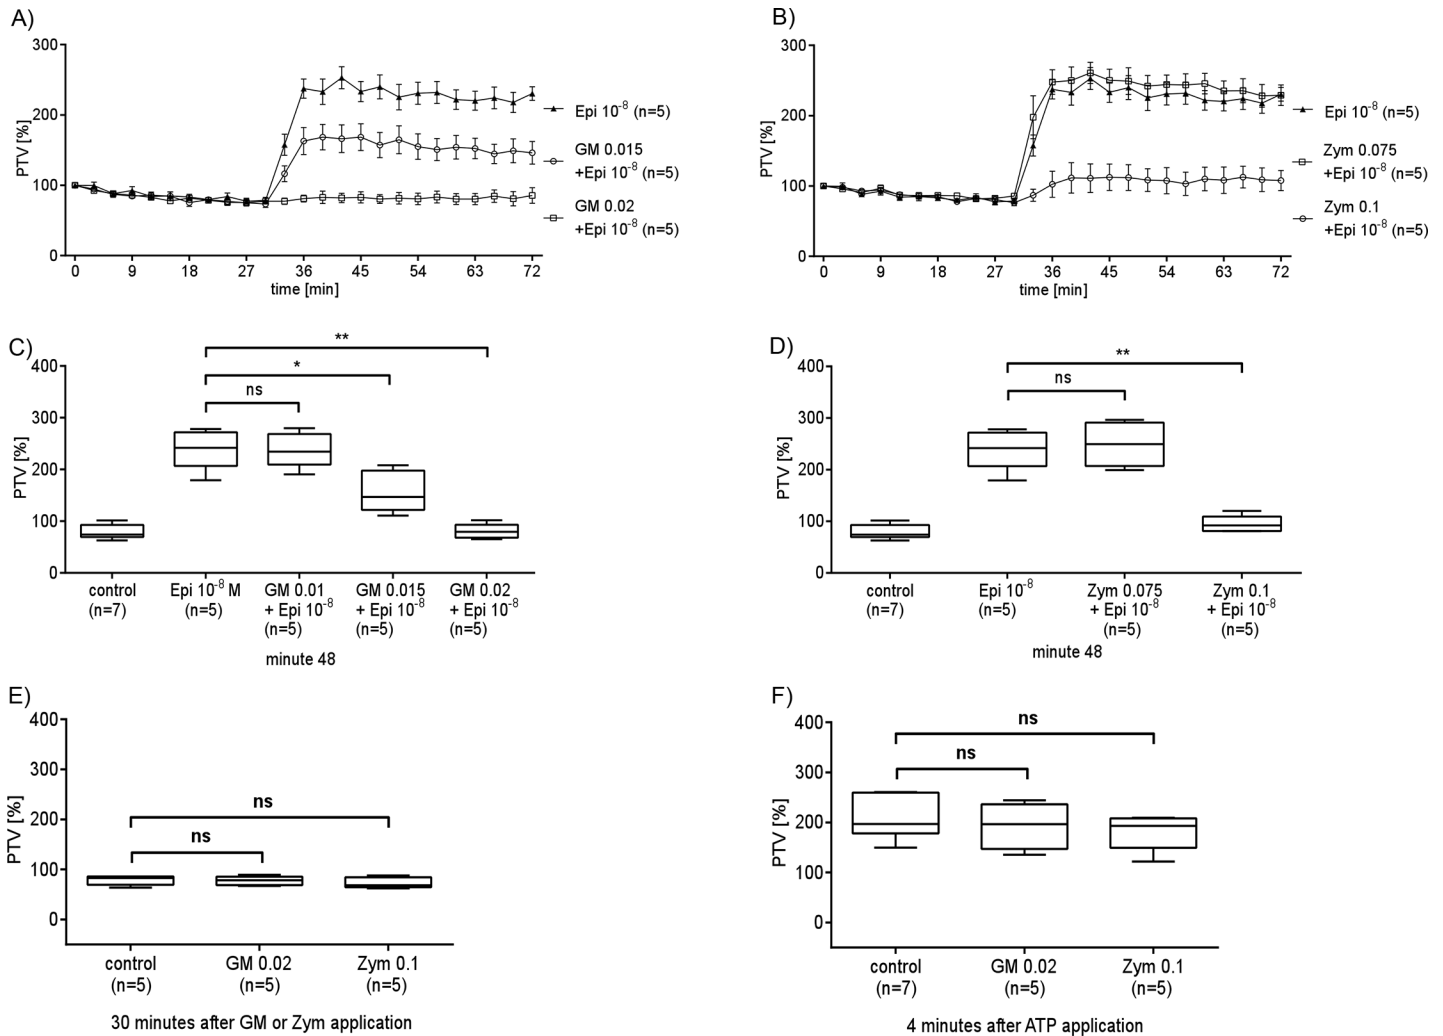 A)
300
200
100
0
PTV [%]
0 9 18 27 36 45 54 63 72
time [min]
Epi 10⁻⁸ (n=5)
GM 0.015
+Epi 10⁻⁸ (n=5)
GM 0.02
+Epi 10⁻⁸ (n=5)
B)
300
200
100
0
PTV [%]
0 9 18 27 36 45 54 63 72
time [min]
Epi 10⁻⁸ (n=5)
Zym 0.075
+Epi 10⁻⁸ (n=5)
Zym 0.1
+Epi 10⁻⁸ (n=5)
C)
**
*
ns
400
300
200
100
0
PTV [%]
control Epi 10⁻⁸ M GM 0.01 GM 0.015 GM 0.02
(n=7) (n=5) + Epi 10⁻⁸ + Epi 10⁻⁸ + Epi 10⁻⁸
(n=5) (n=5) (n=5)
minute 48
D)
**
ns
400
300
200
100
0
PTV [%]
control Epi 10⁻⁸ Zym 0.075 Zym 0.1
(n=7) (n=5) + Epi 10⁻⁸ + Epi 10⁻⁸
(n=5) (n=5)
minute 48
E)
ns
ns
400
300
200
100
0
PTV [%]
control GM 0.02 Zym 0.1
(n=5) (n=5) (n=5)
30 minutes after GM or Zym application
F)
ns
ns
400
300
200
100
0
PTV [%]
control GM 0.02 Zym 0.1
(n=7) (n=5) (n=5)
4 minutes after ATP application